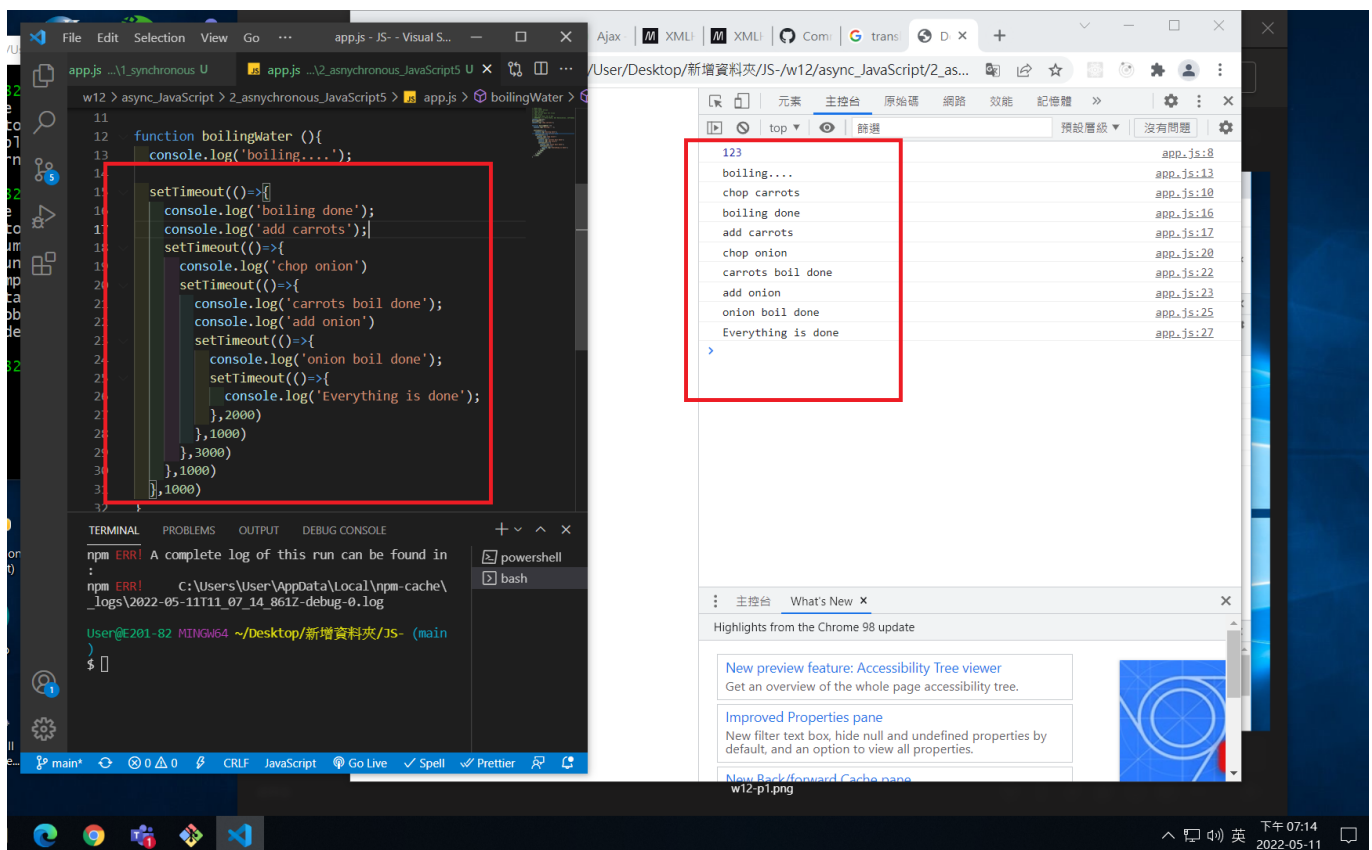 File Edit Selection View Go ··· app.js - JS- - Visual S...
app.js ...\1_synchronous U app.js ...\2_asnychronous_JavaScript5 U
w12 > async_JavaScript > 2_asnychronous_JavaScript5 > app.js > boilingWater >
11
12 function boilingWater (){
13 console.log('boiling....');
14
15 setTimeout(()=>{
16 console.log('boiling done');
17 console.log('add carrots');
18 setTimeout(()=>{
19 console.log('chop onion')
20 setTimeout(()=>{
21 console.log('carrots boil done');
22 console.log('add onion')
23 setTimeout(()=>{
24 console.log('onion boil done');
25 setTimeout(()=>{
26 console.log('Everything is done');
27 },2000)
28 },1000)
29 },3000)
30 },1000)
31 },1000)
32 }
TERMINAL PROBLEMS OUTPUT DEBUG CONSOLE
npm ERR! A complete log of this run can be found in
:
npm ERR! C:\Users\User\AppData\Local\npm-cache\
_logs\2022-05-11T11_07_14_861Z-debug-0.log
User@E201-82 MINGW64 ~/Desktop/新增資料夾/JS- (main
)
$
powershell
bash
5
1
main* 0 0 CRLF JavaScript Go Live Spell Prettier
Ajax XMLH XMLH Com trans D
/User/Desktop/新增資料夾/JS-/w12/async_JavaScript/2_as...
元素 主控台 原始碼 網路 效能 記憶體 »
top ▼ 篩選 預設層級 ▼ 沒有問題
123 app.js:8
boiling.... app.js:13
chop carrots app.js:10
boiling done app.js:16
add carrots app.js:17
chop onion app.js:20
carrots boil done app.js:22
add onion app.js:23
onion boil done app.js:25
Everything is done app.js:27
>
主控台 What's New
Highlights from the Chrome 98 update
New preview feature: Accessibility Tree viewer
Get an overview of the whole page accessibility tree.
Improved Properties pane
New filter text box, hide null and undefined properties by
default, and an option to view all properties.
New Back/forward Cache pane
w12-p1.png
英
下午 07:14
2022-05-11